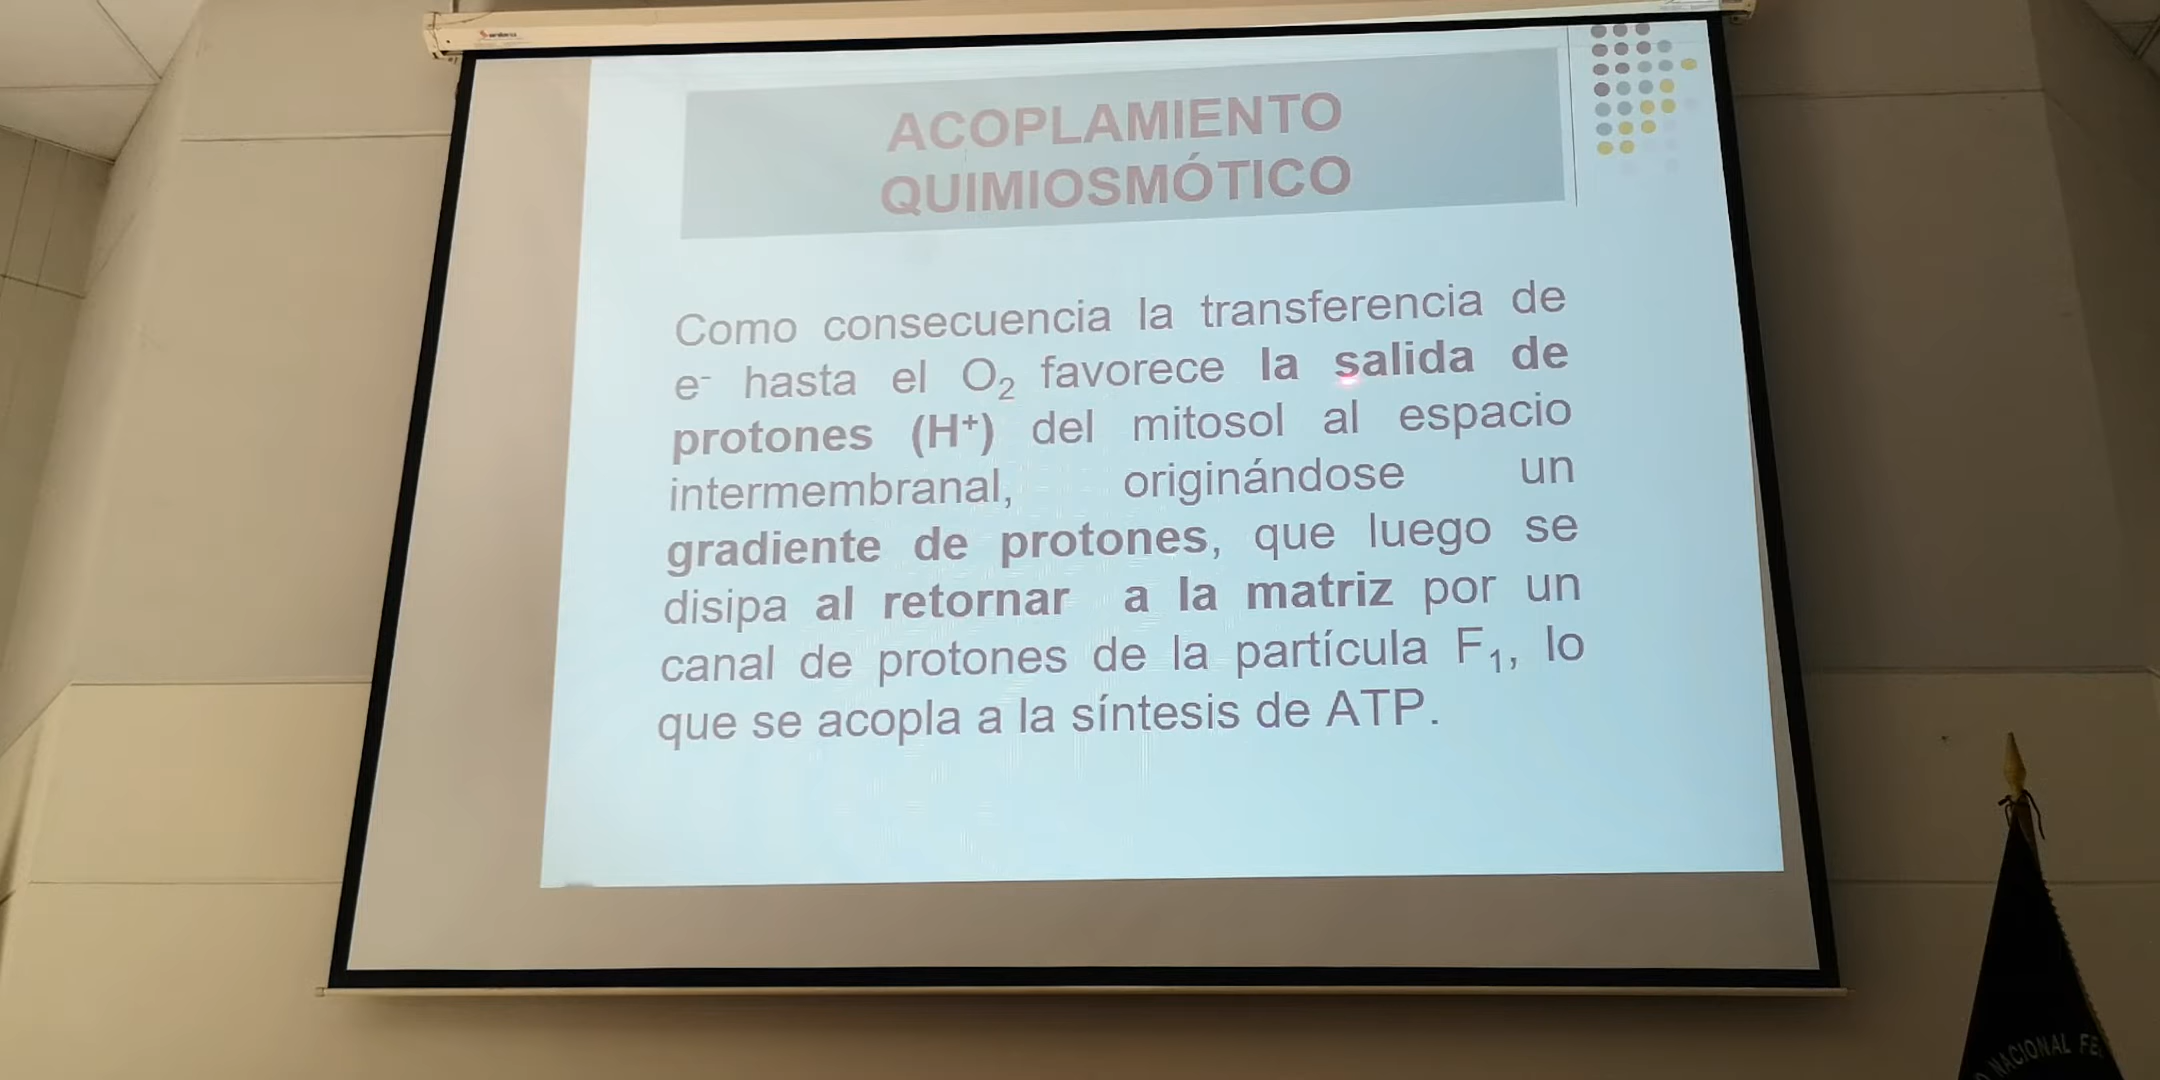 ACOPLAMIENTO
QUIMIOSMÓTICO
Como consecuencia la transferencia de
e⁻ hasta el O₂ favorece la salida de
protones (H⁺) del mitosol al espacio
intermembranal, originándose un
gradiente de protones, que luego se
disipa al retornar a la matriz por un
canal de protones de la partícula F₁, lo
que se acopla a la síntesis de ATP.
NACIONAL FE